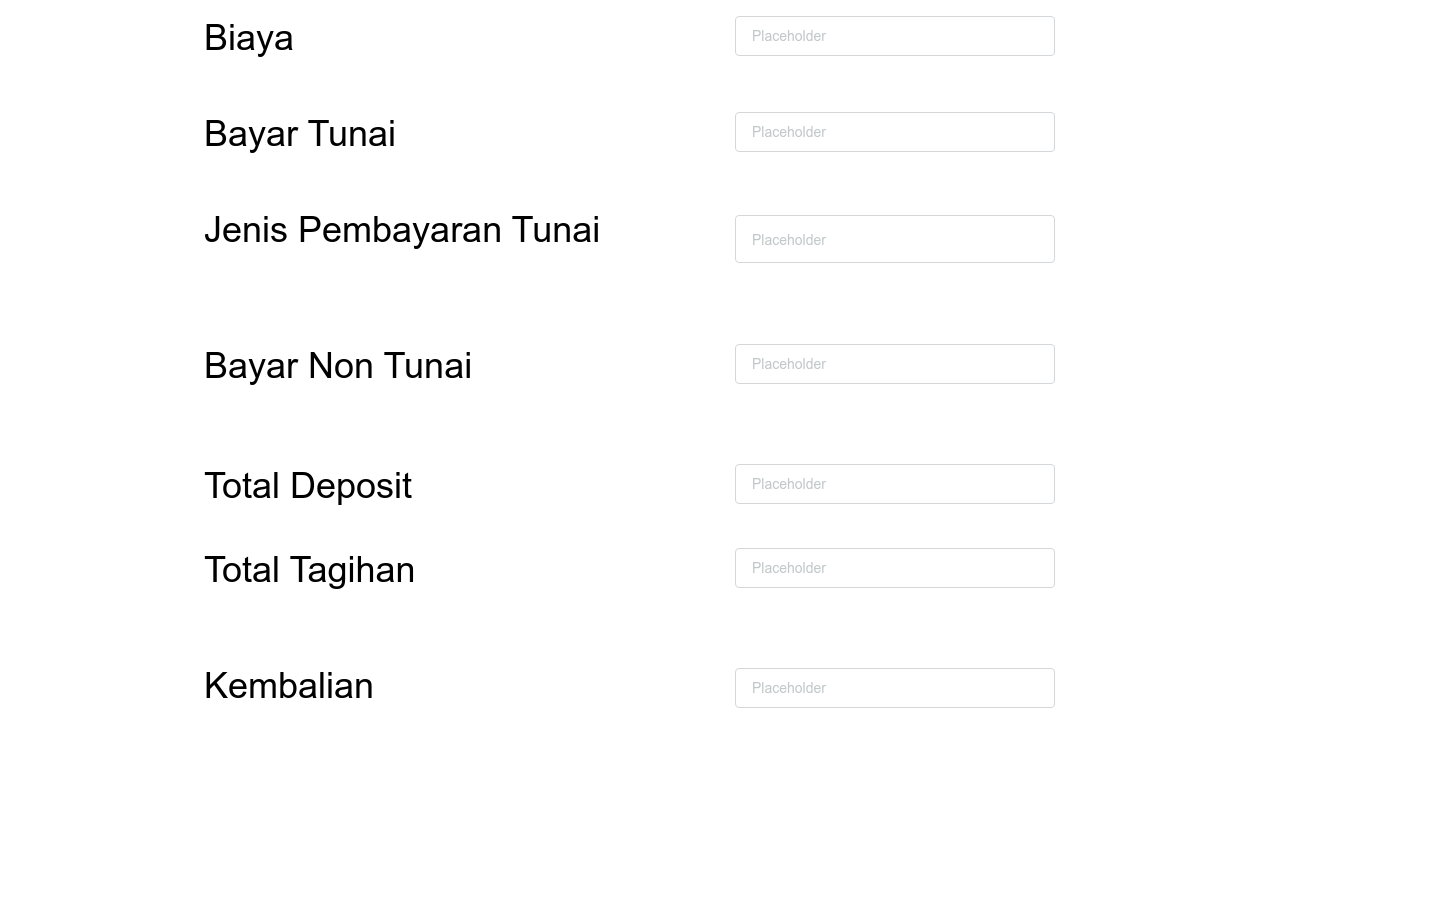 Biaya Placeholder
Bayar Tunai Placeholder
Jenis Pembayaran Tunai Placeholder
Bayar Non Tunai Placeholder
Total Deposit Placeholder
Total Tagihan Placeholder
Kembalian Placeholder